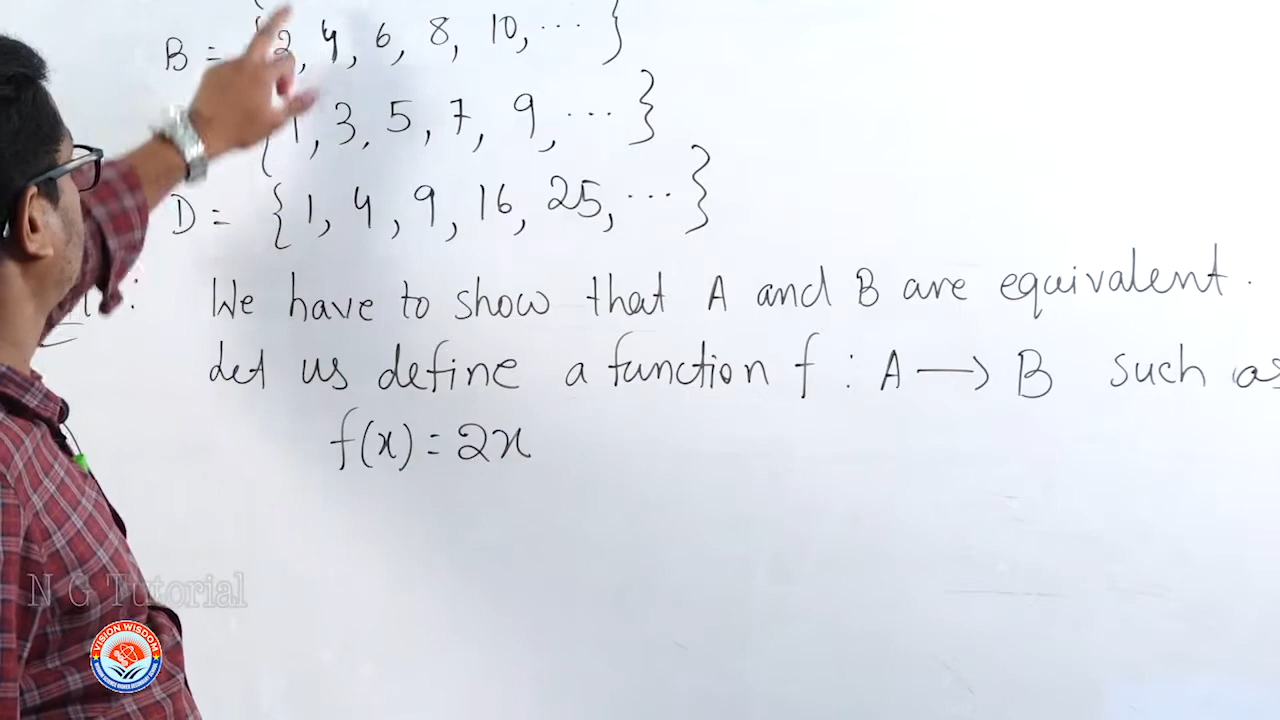 B = {2, 4, 6, 8, 10, ... }
{1, 3, 5, 7, 9, ... }
D = {1, 4, 9, 16, 25, ... }
: We have to show that A and B are equivalent.
Let us define a function f : A → B such as
f(x) = 2x
N G Tutorial
VISION WISDOM